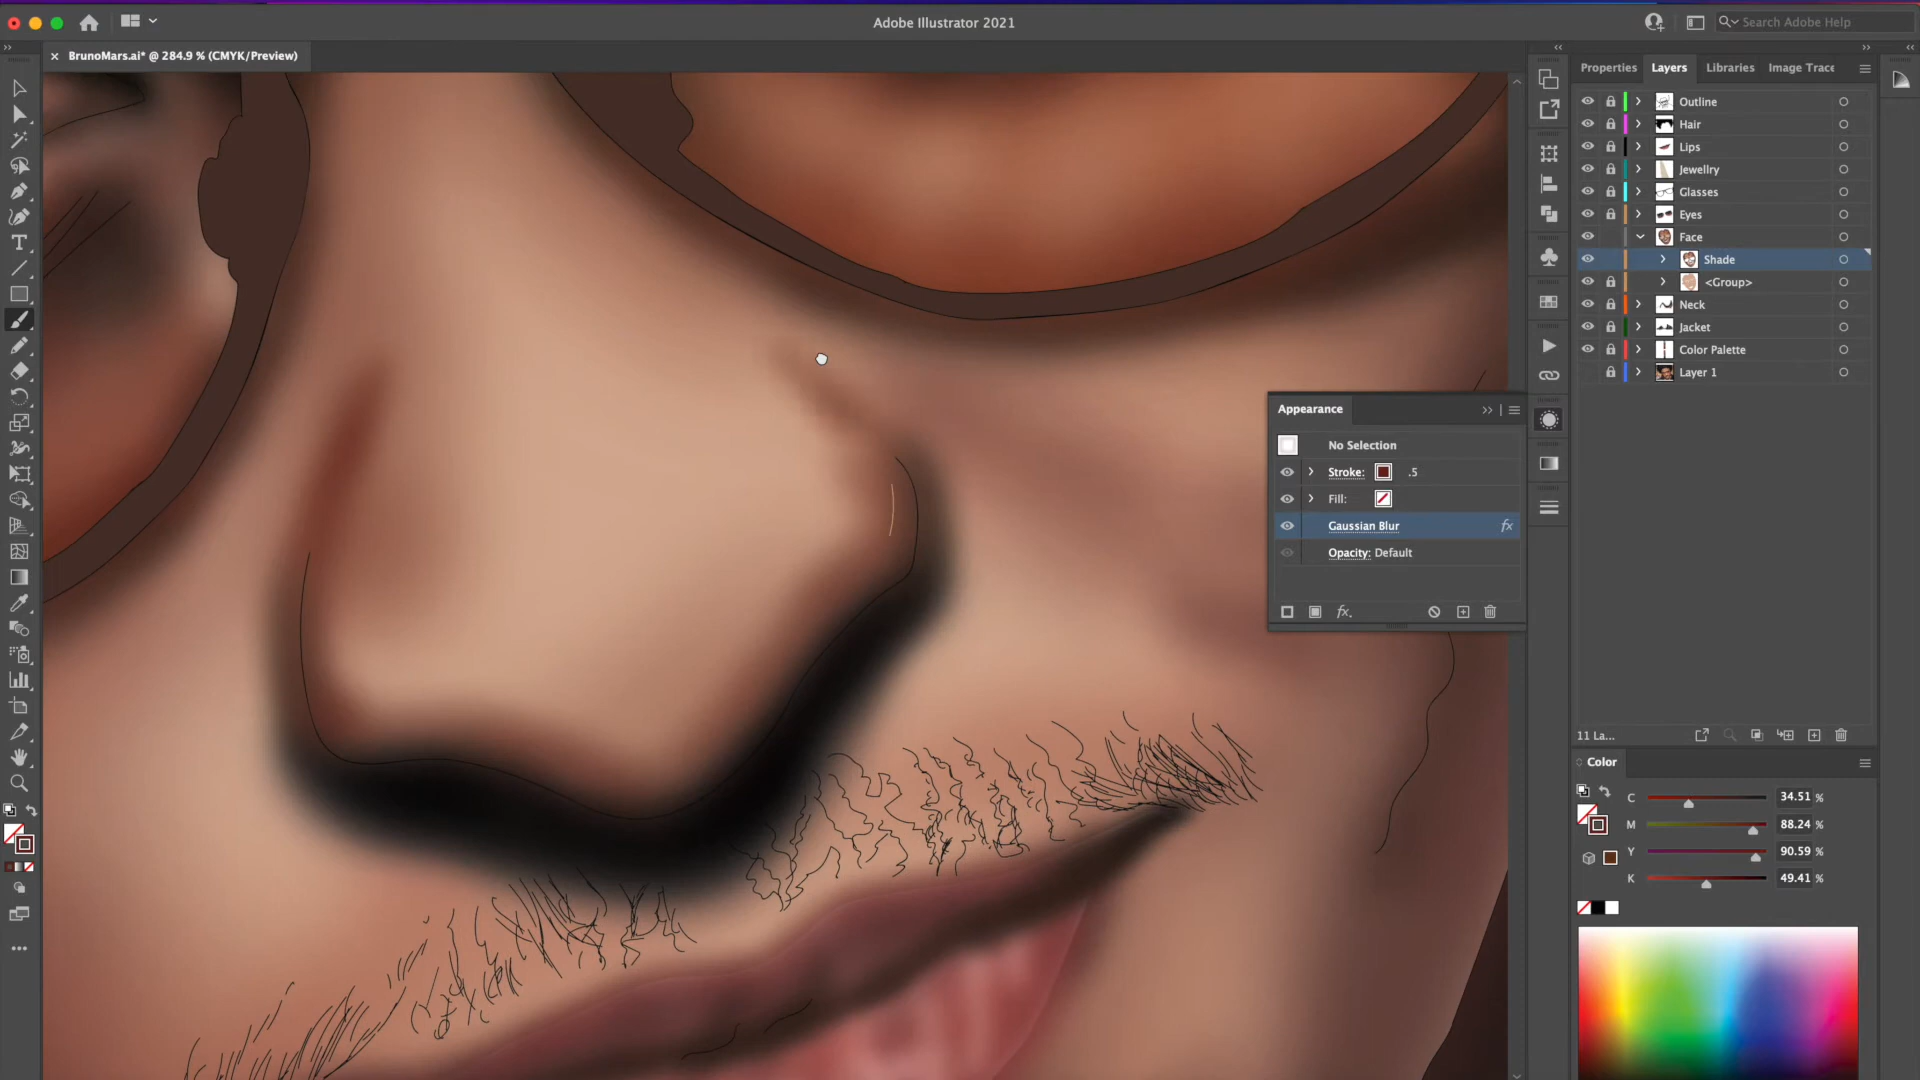 Adobe Illustrator 2021
Search Adobe Help
BrunoMars.ai* @ 284.9 % (CMYK/Preview)
Properties Layers Libraries Image Trace
Outline
Hair
Lips
Jewellry
Glasses
Eyes
Face
Shade
<Group>
Neck
Jacket
Color Palette
Layer 1
Appearance
No Selection
Stroke: .5
Fill:
Gaussian Blur fx
Opacity: Default
fx.
11 La...
Color
C 34.51 %
M 88.24 %
Y 90.59 %
K 49.41 %